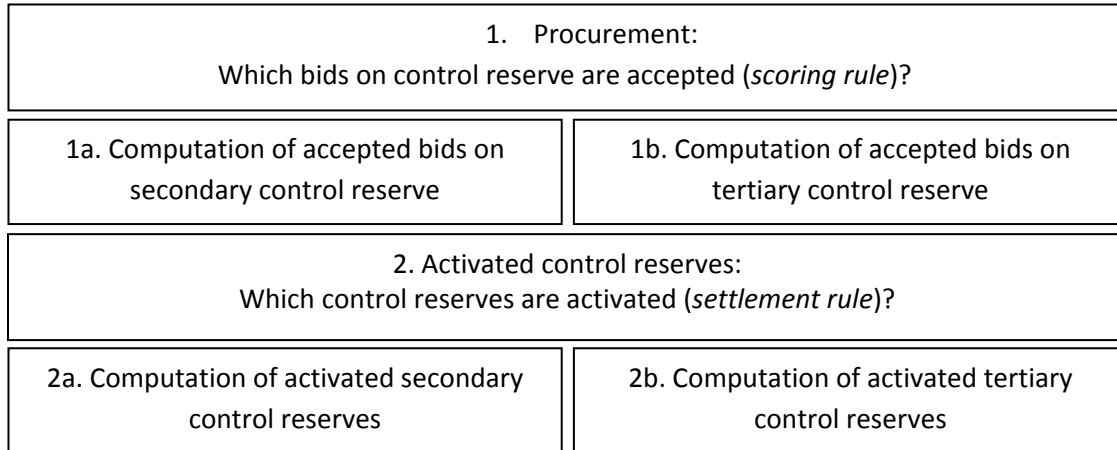 1. Procurement:
Which bids on control reserve are accepted (scoring rule)?
1a. Computation of accepted bids on
secondary control reserve
1b. Computation of accepted bids on
tertiary control reserve
2. Activated control reserves:
Which control reserves are activated (settlement rule)?
2a. Computation of activated secondary
control reserves
2b. Computation of activated tertiary
control reserves